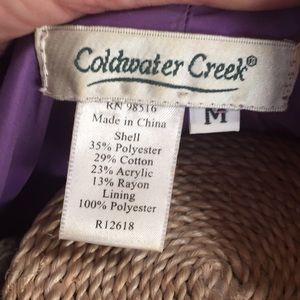 Coldwater Creek®
M
RN 98516
Made in China
Shell
35% Polyester
29% Cotton
23% Acrylic
13% Rayon
Lining
100% Polyester
R12618